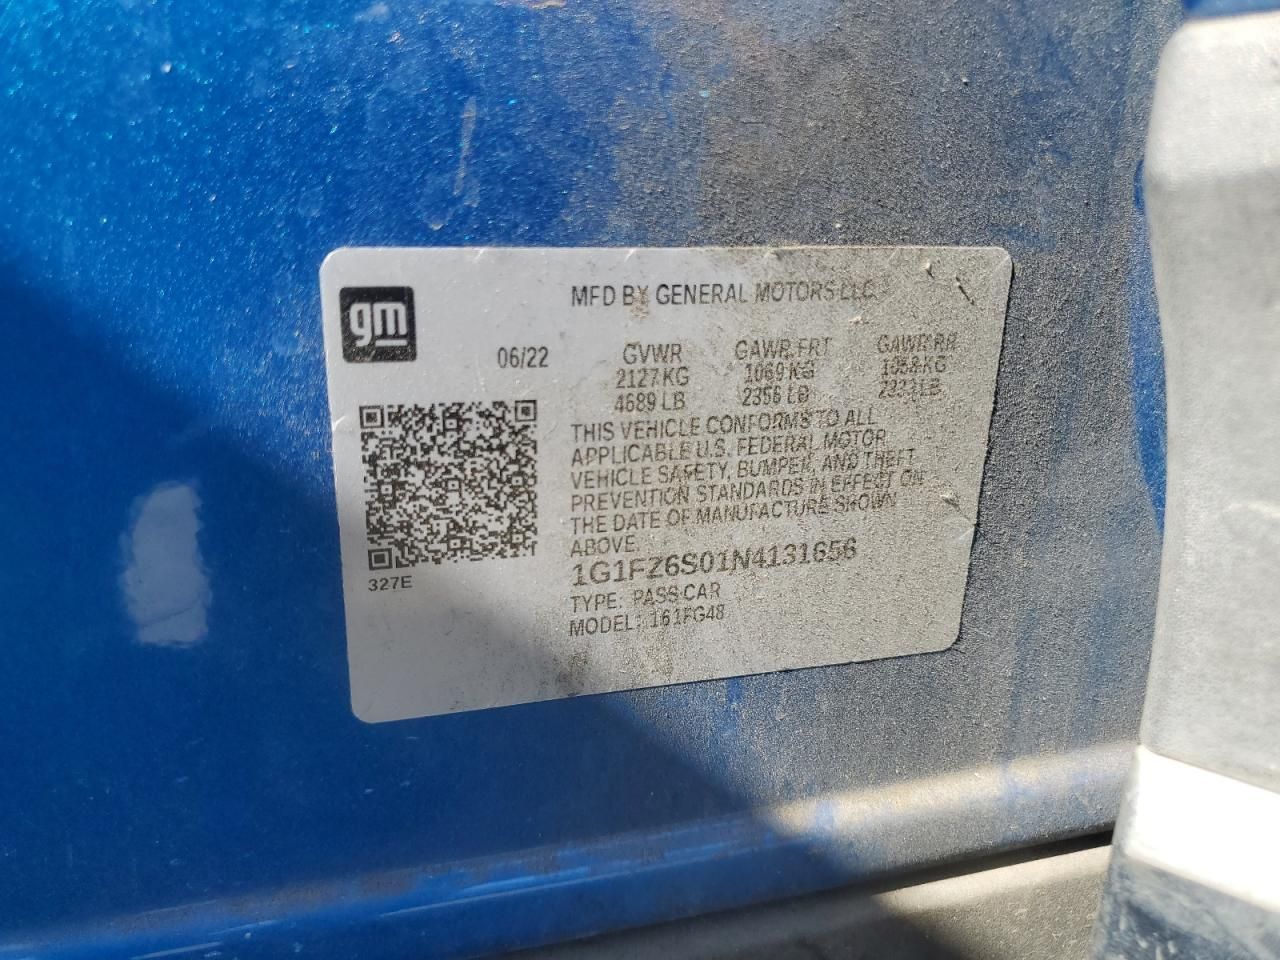 gm
MFD BY GENERAL MOTORS LLC
06/22 GVWR GAWR FRT GAWR RR
2127 KG 1069 KG 1058 KG
4689 LB 2356 LB LB
THIS VEHICLE CONFORMS TO ALL
APPLICABLE U.S. FEDERAL MOTOR
VEHICLE SAFETY, BUMPER, AND THEFT
PREVENTION STANDARDS IN EFFECT ON
THE DATE OF MANUFACTURE SHOWN
ABOVE.
327E
1G1FZ6S01N4131656
TYPE: PASS CAR
MODEL: 161FG48